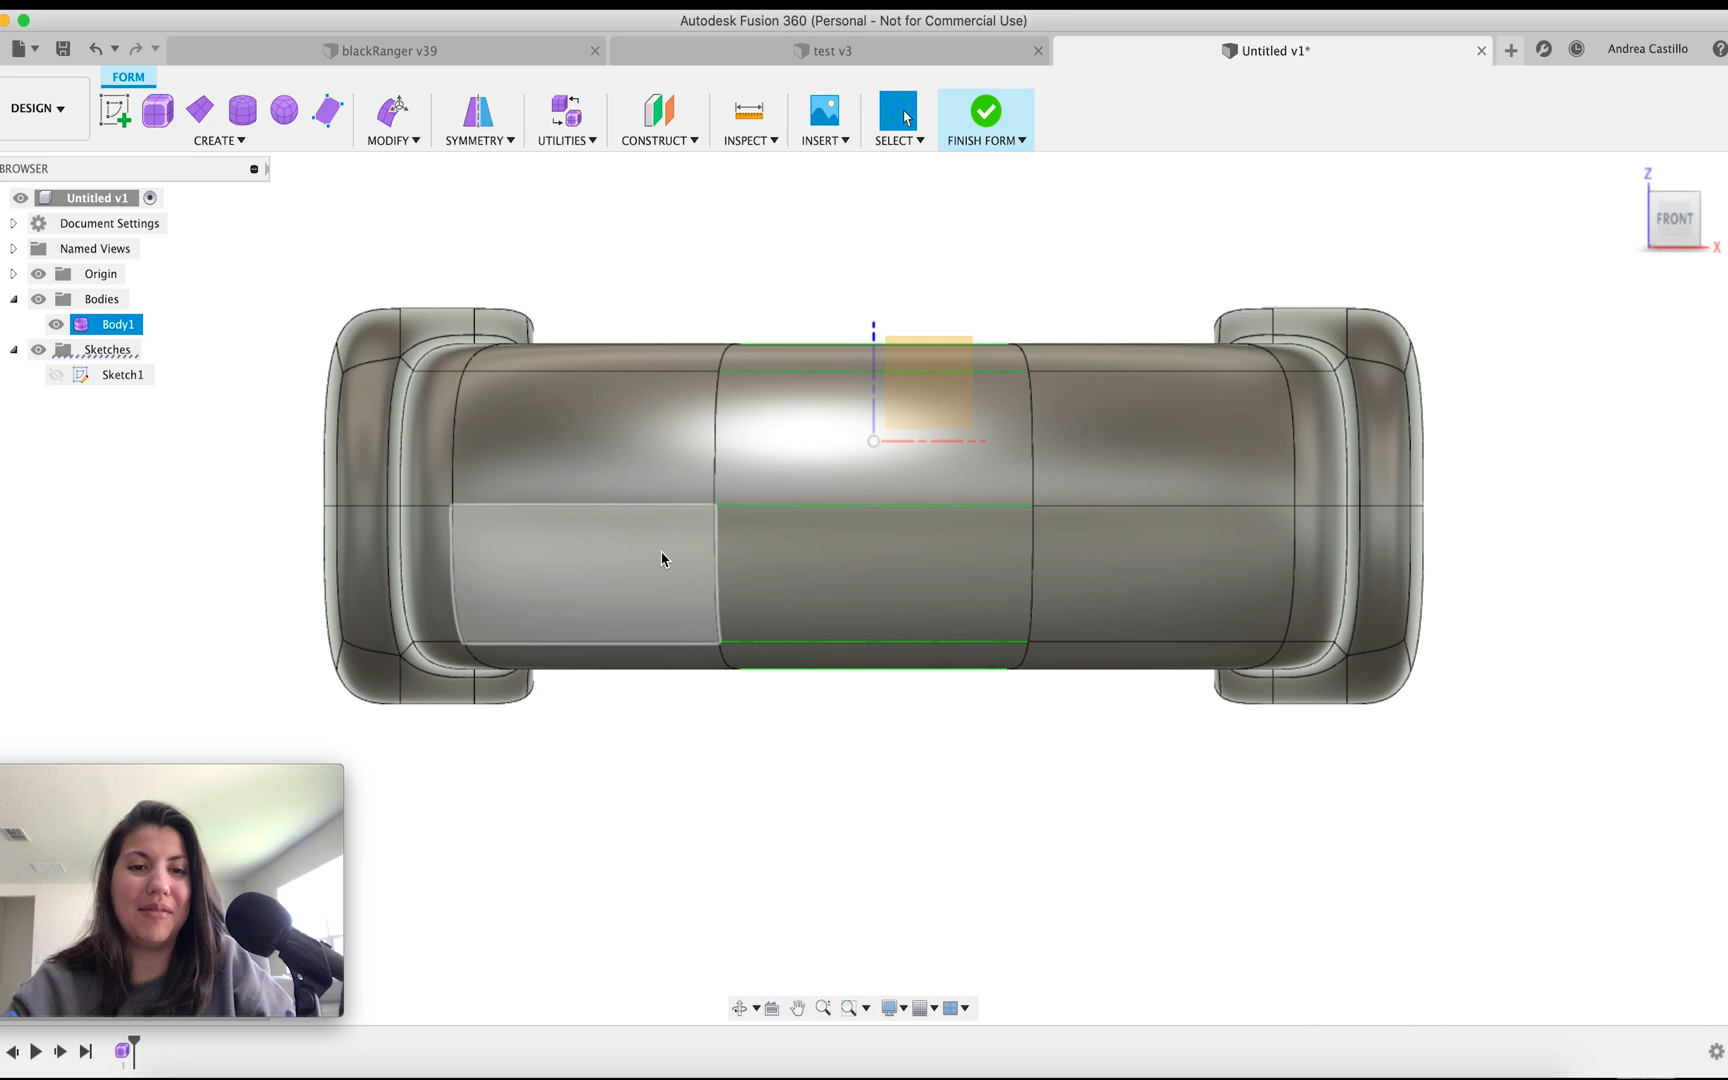 Autodesk Fusion 360 (Personal - Not for Commercial Use)
blackRanger v39
test v3
Untitled v1*
Andrea Castillo
FORM
DESIGN
CREATE
MODIFY
SYMMETRY
UTILITIES
CONSTRUCT
INSPECT
INSERT
SELECT
FINISH FORM
BROWSER
Untitled v1
Document Settings
Named Views
Origin
Bodies
Body1
Sketches
Sketch1
Z
FRONT
X